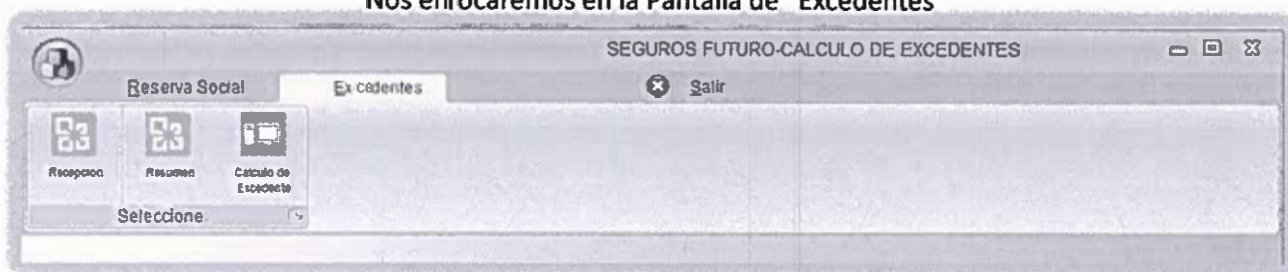 Nos enrocaremos en la Pantalla de "Excedentes
SEGUROS FUTURO-CALCULO DE EXCEDENTES
Reserva Social Excedentes Salir
Recepcion Resumen Calculo de
Excedente
Seleccione